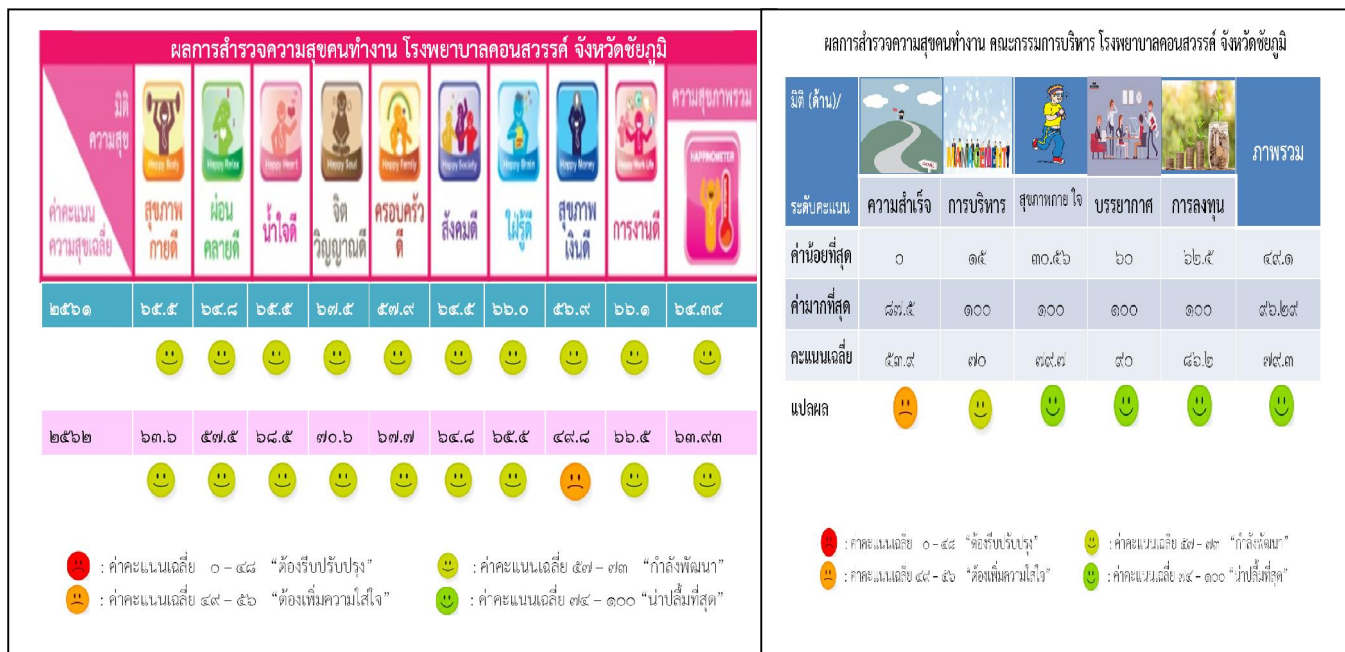 ผลการสำรวจความสุขคนทำงาน โรงพยาบาลคอนสวรรค์ จังหวัดชัยภูมิ
มิติ
ความสุข
ค่าคะแนน
ความสุขเฉลี่ย
Happy Body
สุขภาพ
กายดี
Happy Relax
ผ่อน
คลายดี
Happy Heart
น้ำใจดี
Happy Soul
จิต
วิญญาณดี
Happy Family
ครอบครัว
ดี
Happy Society
สังคมดี
Happy Brain
ใฝ่รู้ดี
Happy Money
สุขภาพ
เงินดี
Happy Work Life
การงานดี
ความสุขภาพรวม
HAPPINOMETER
๒๕๖๑ ๖๕.๕ ๖๔.๘ ๖๕.๕ ๖๗.๕ ๕๗.๙ ๖๔.๕ ๖๖.๐ ๕๖.๙ ๖๖.๑ ๖๔.๓๔
๒๕๖๒ ๖๓.๖ ๕๗.๕ ๖๘.๕ ๗๐.๖ ๖๗.๗ ๖๔.๘ ๖๕.๕ ๔๙.๘ ๖๖.๕ ๖๓.๙๓
: ค่าคะแนนเฉลี่ย ๐ – ๔๘ “ต้องรีบปรับปรุง” : ค่าคะแนนเฉลี่ย ๕๗ – ๗๓ “กำลังพัฒนา”
: ค่าคะแนนเฉลี่ย ๔๙ – ๕๖ “ต้องเพิ่มความใส่ใจ” : ค่าคะแนนเฉลี่ย ๗๔ – ๑๐๐ “น่าปลื้มที่สุด”
ผลการสำรวจความสุขคนทำงาน คณะกรรมการบริหาร โรงพยาบาลคอนสวรรค์ จังหวัดชัยภูมิ
มิติ (ด้าน)/
ระดับคะแนน ความสำเร็จ การบริหาร สุขภาพกาย ใจ บรรยากาศ การลงทุน ภาพรวม
ค่าน้อยที่สุด ๐ ๑๕ ๓๐.๕๖ ๖๐ ๖๒.๕ ๔๙.๑
ค่ามากที่สุด ๘๗.๕ ๑๐๐ ๑๐๐ ๑๐๐ ๑๐๐ ๙๖.๒๙
คะแนนเฉลี่ย ๕๓.๙ ๗๐ ๗๙.๗ ๙๐ ๘๖.๒ ๗๙.๓
แปลผล
: ค่าคะแนนเฉลี่ย ๐ – ๔๘ “ต้องรีบปรับปรุง” : ค่าคะแนนเฉลี่ย ๕๗ – ๗๓ “กำลังพัฒนา”
: ค่าคะแนนเฉลี่ย ๔๙ – ๕๖ “ต้องเพิ่มความใส่ใจ” : ค่าคะแนนเฉลี่ย ๗๔ – ๑๐๐ “น่าปลื้มที่สุด”